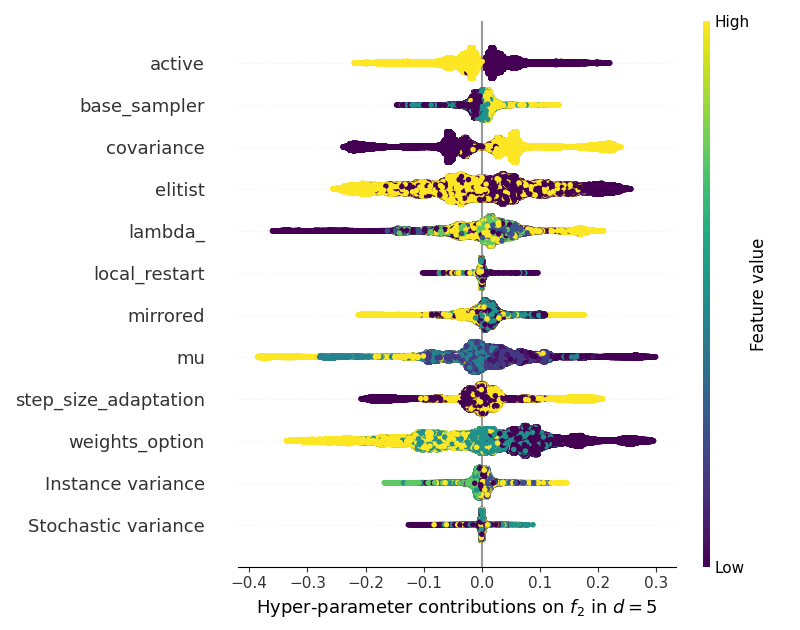 High
active
base_sampler
covariance
elitist
lambda_
local_restart
mirrored
mu
step_size_adaptation
weights_option
Instance variance
Stochastic variance
Feature value
Low
−0.4 −0.3 −0.2 −0.1 0.0 0.1 0.2 0.3
Hyper-parameter contributions on f₂ in d = 5